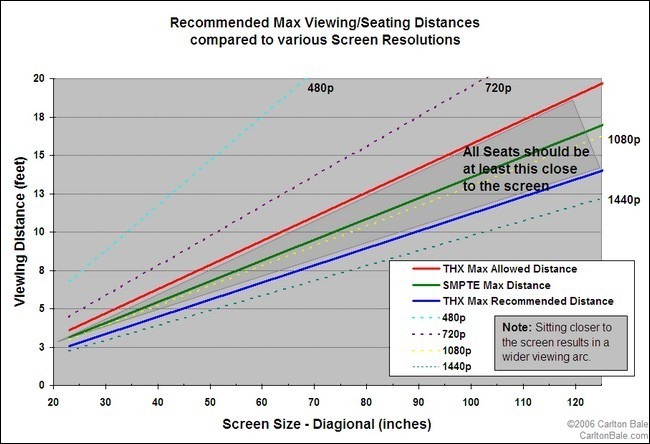 Recommended Max Viewing/Seating Distances
compared to various Screen Resolutions
Viewing Distance (feet)
20
18
15
13
10
8
5
3
0
480p
720p
1080p
1440p
All Seats should be
at least this close
to the screen
THX Max Allowed Distance
SMPTE Max Distance
THX Max Recommended Distance
480p
720p
1080p
1440p
Note: Sitting closer to
the screen results in a
wider viewing arc.
20 30 40 50 60 70 80 90 100 110 120
Screen Size - Diagional (inches)
©2006 Carlton Bale
CarltonBale.com